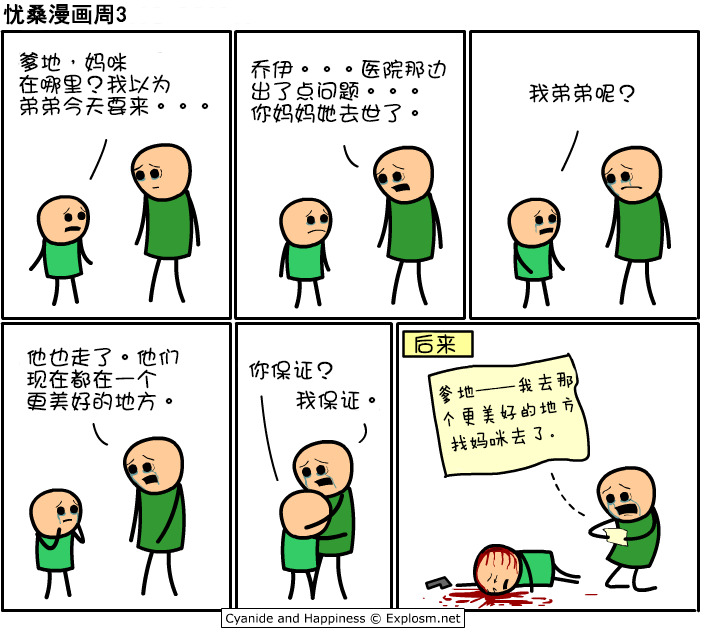 忧桑漫画周3
爹地，妈咪
在哪里？我以为
弟弟今天要来。。。
乔伊。。。医院那边
出了点问题。。。
你妈妈她去世了。
我弟弟呢？
他也走了。他们
现在都在一个
更美好的地方。
你保证？
我保证。
后来
爹地——我去那
个更美好的地方
找妈咪去了.
Cyanide and Happiness © Explosm.net